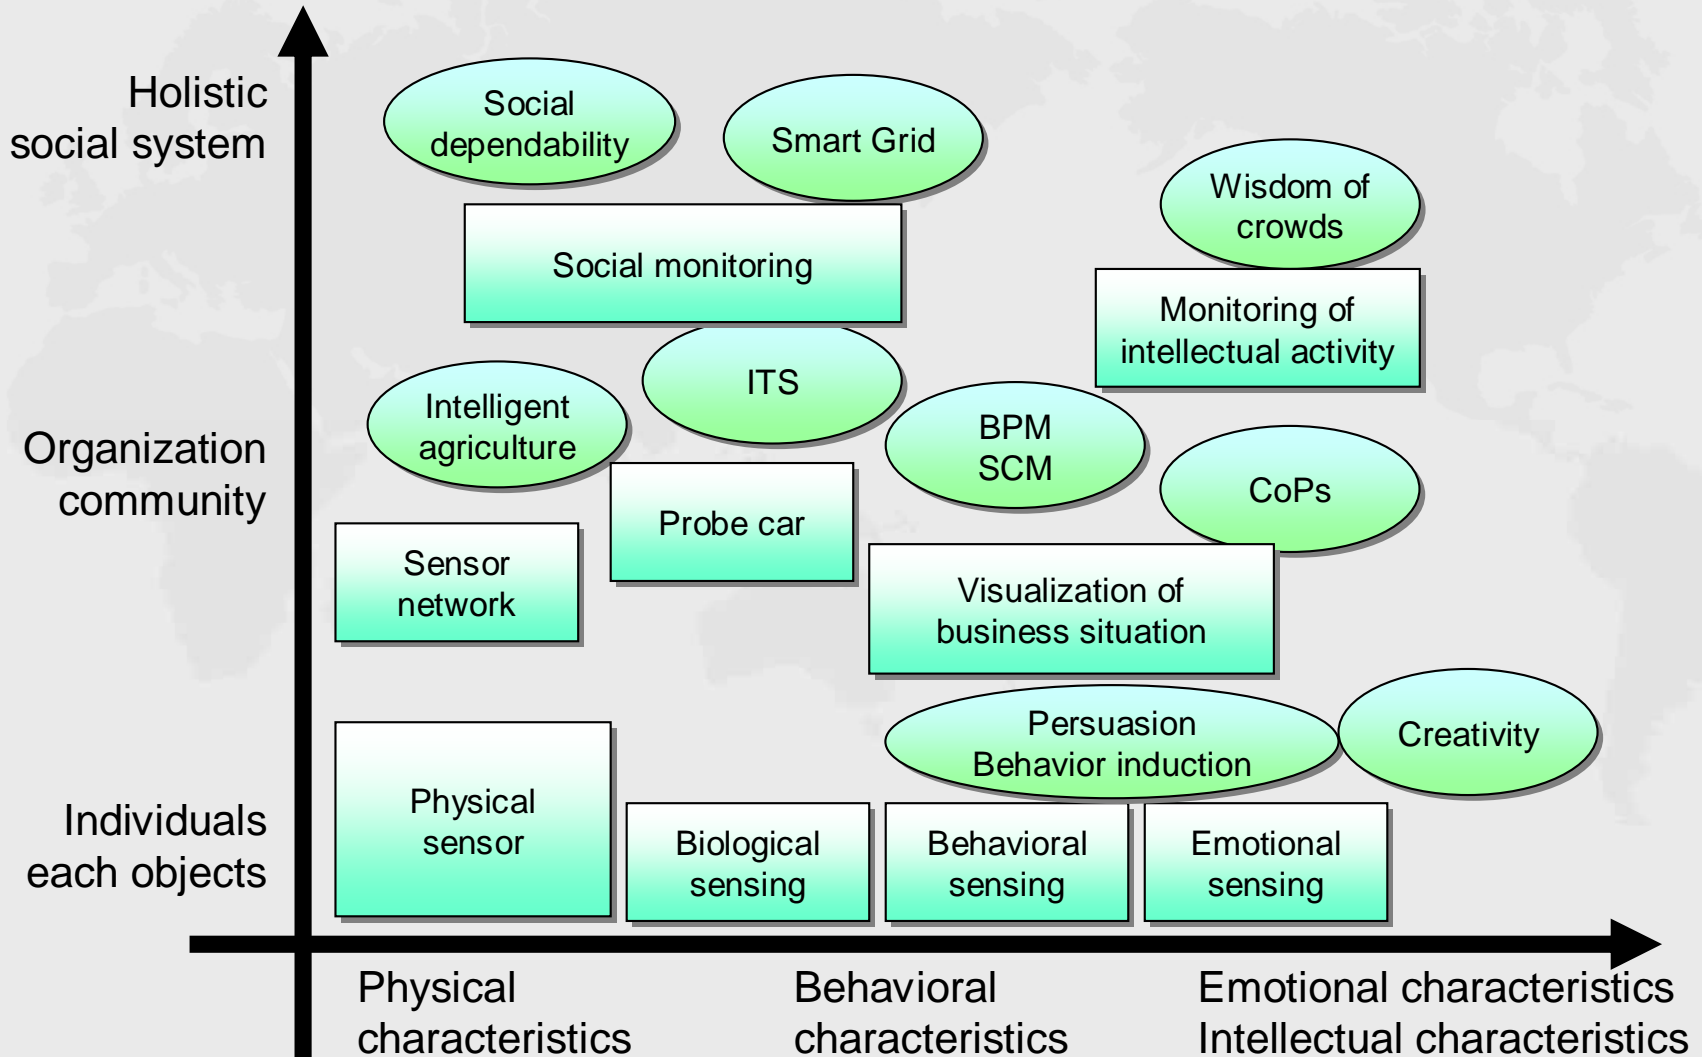 Holistic
social system
Social
dependability
Smart Grid
Wisdom of
crowds
Social monitoring
Monitoring of
intellectual activity
ITS
Intelligent
agriculture
BPM
SCM
Organization
community
CoPs
Probe car
Sensor
network
Visualization of
business situation
Persuasion
Behavior induction
Creativity
Physical
sensor
Individuals
each objects
Biological
sensing
Behavioral
sensing
Emotional
sensing
Physical
characteristics
Behavioral
characteristics
Emotional characteristics
Intellectual characteristics